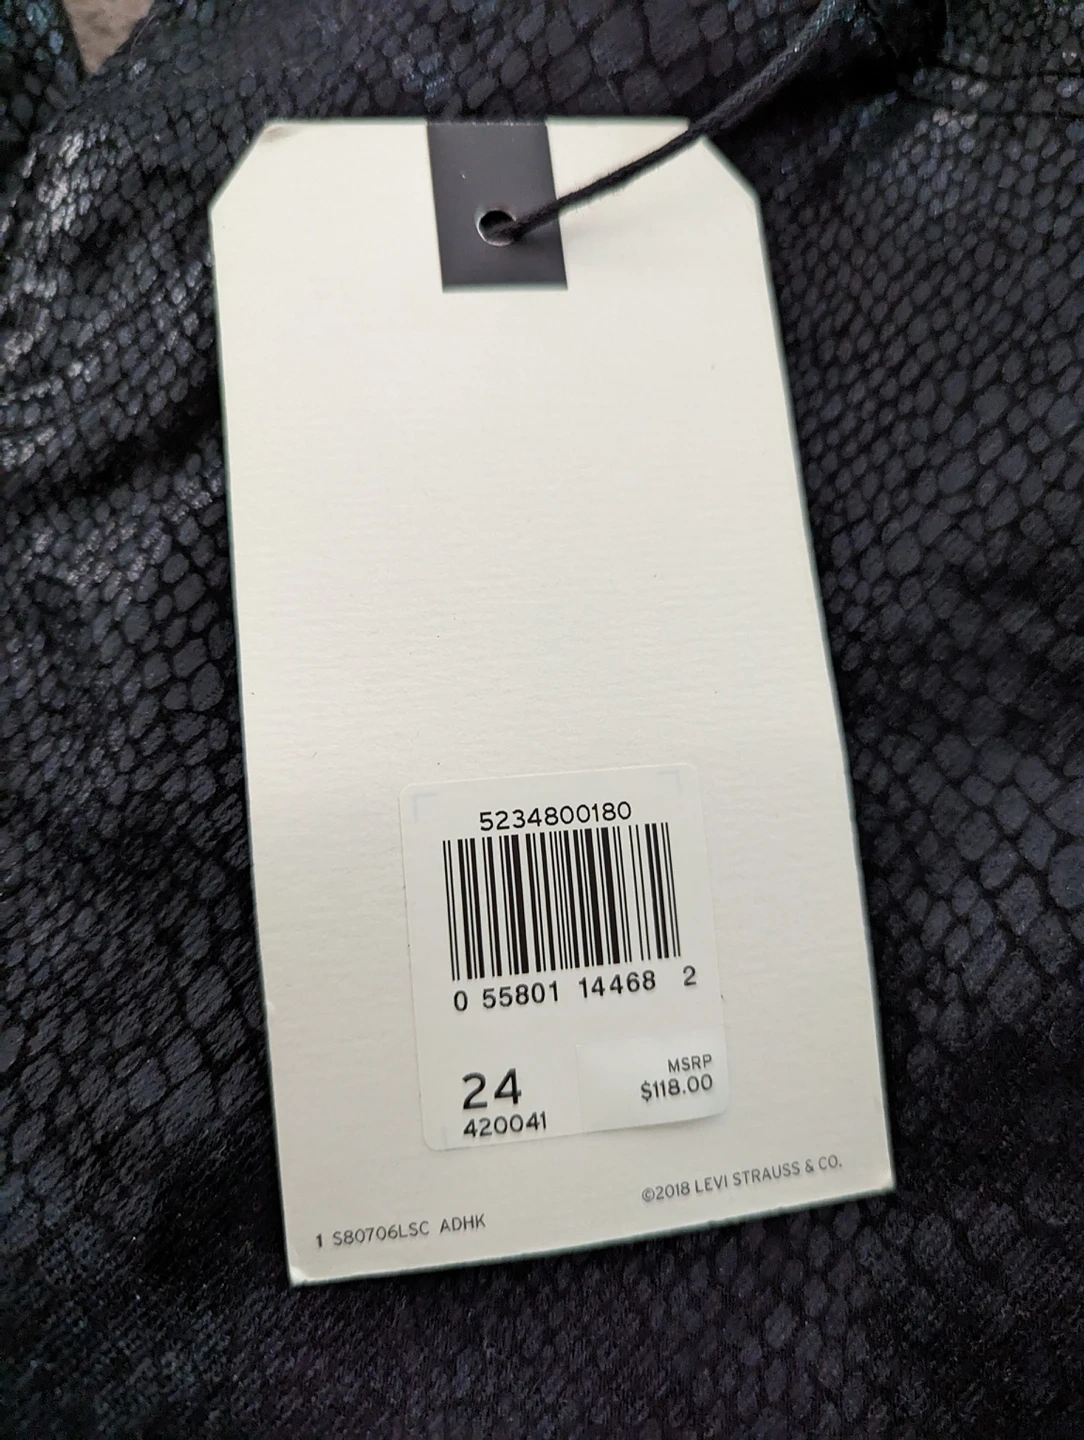 5234800180
0 55801 14468 2
24
420041
MSRP
$118.00
©2018 LEVI STRAUSS & CO.
1 S80706LSC ADHK